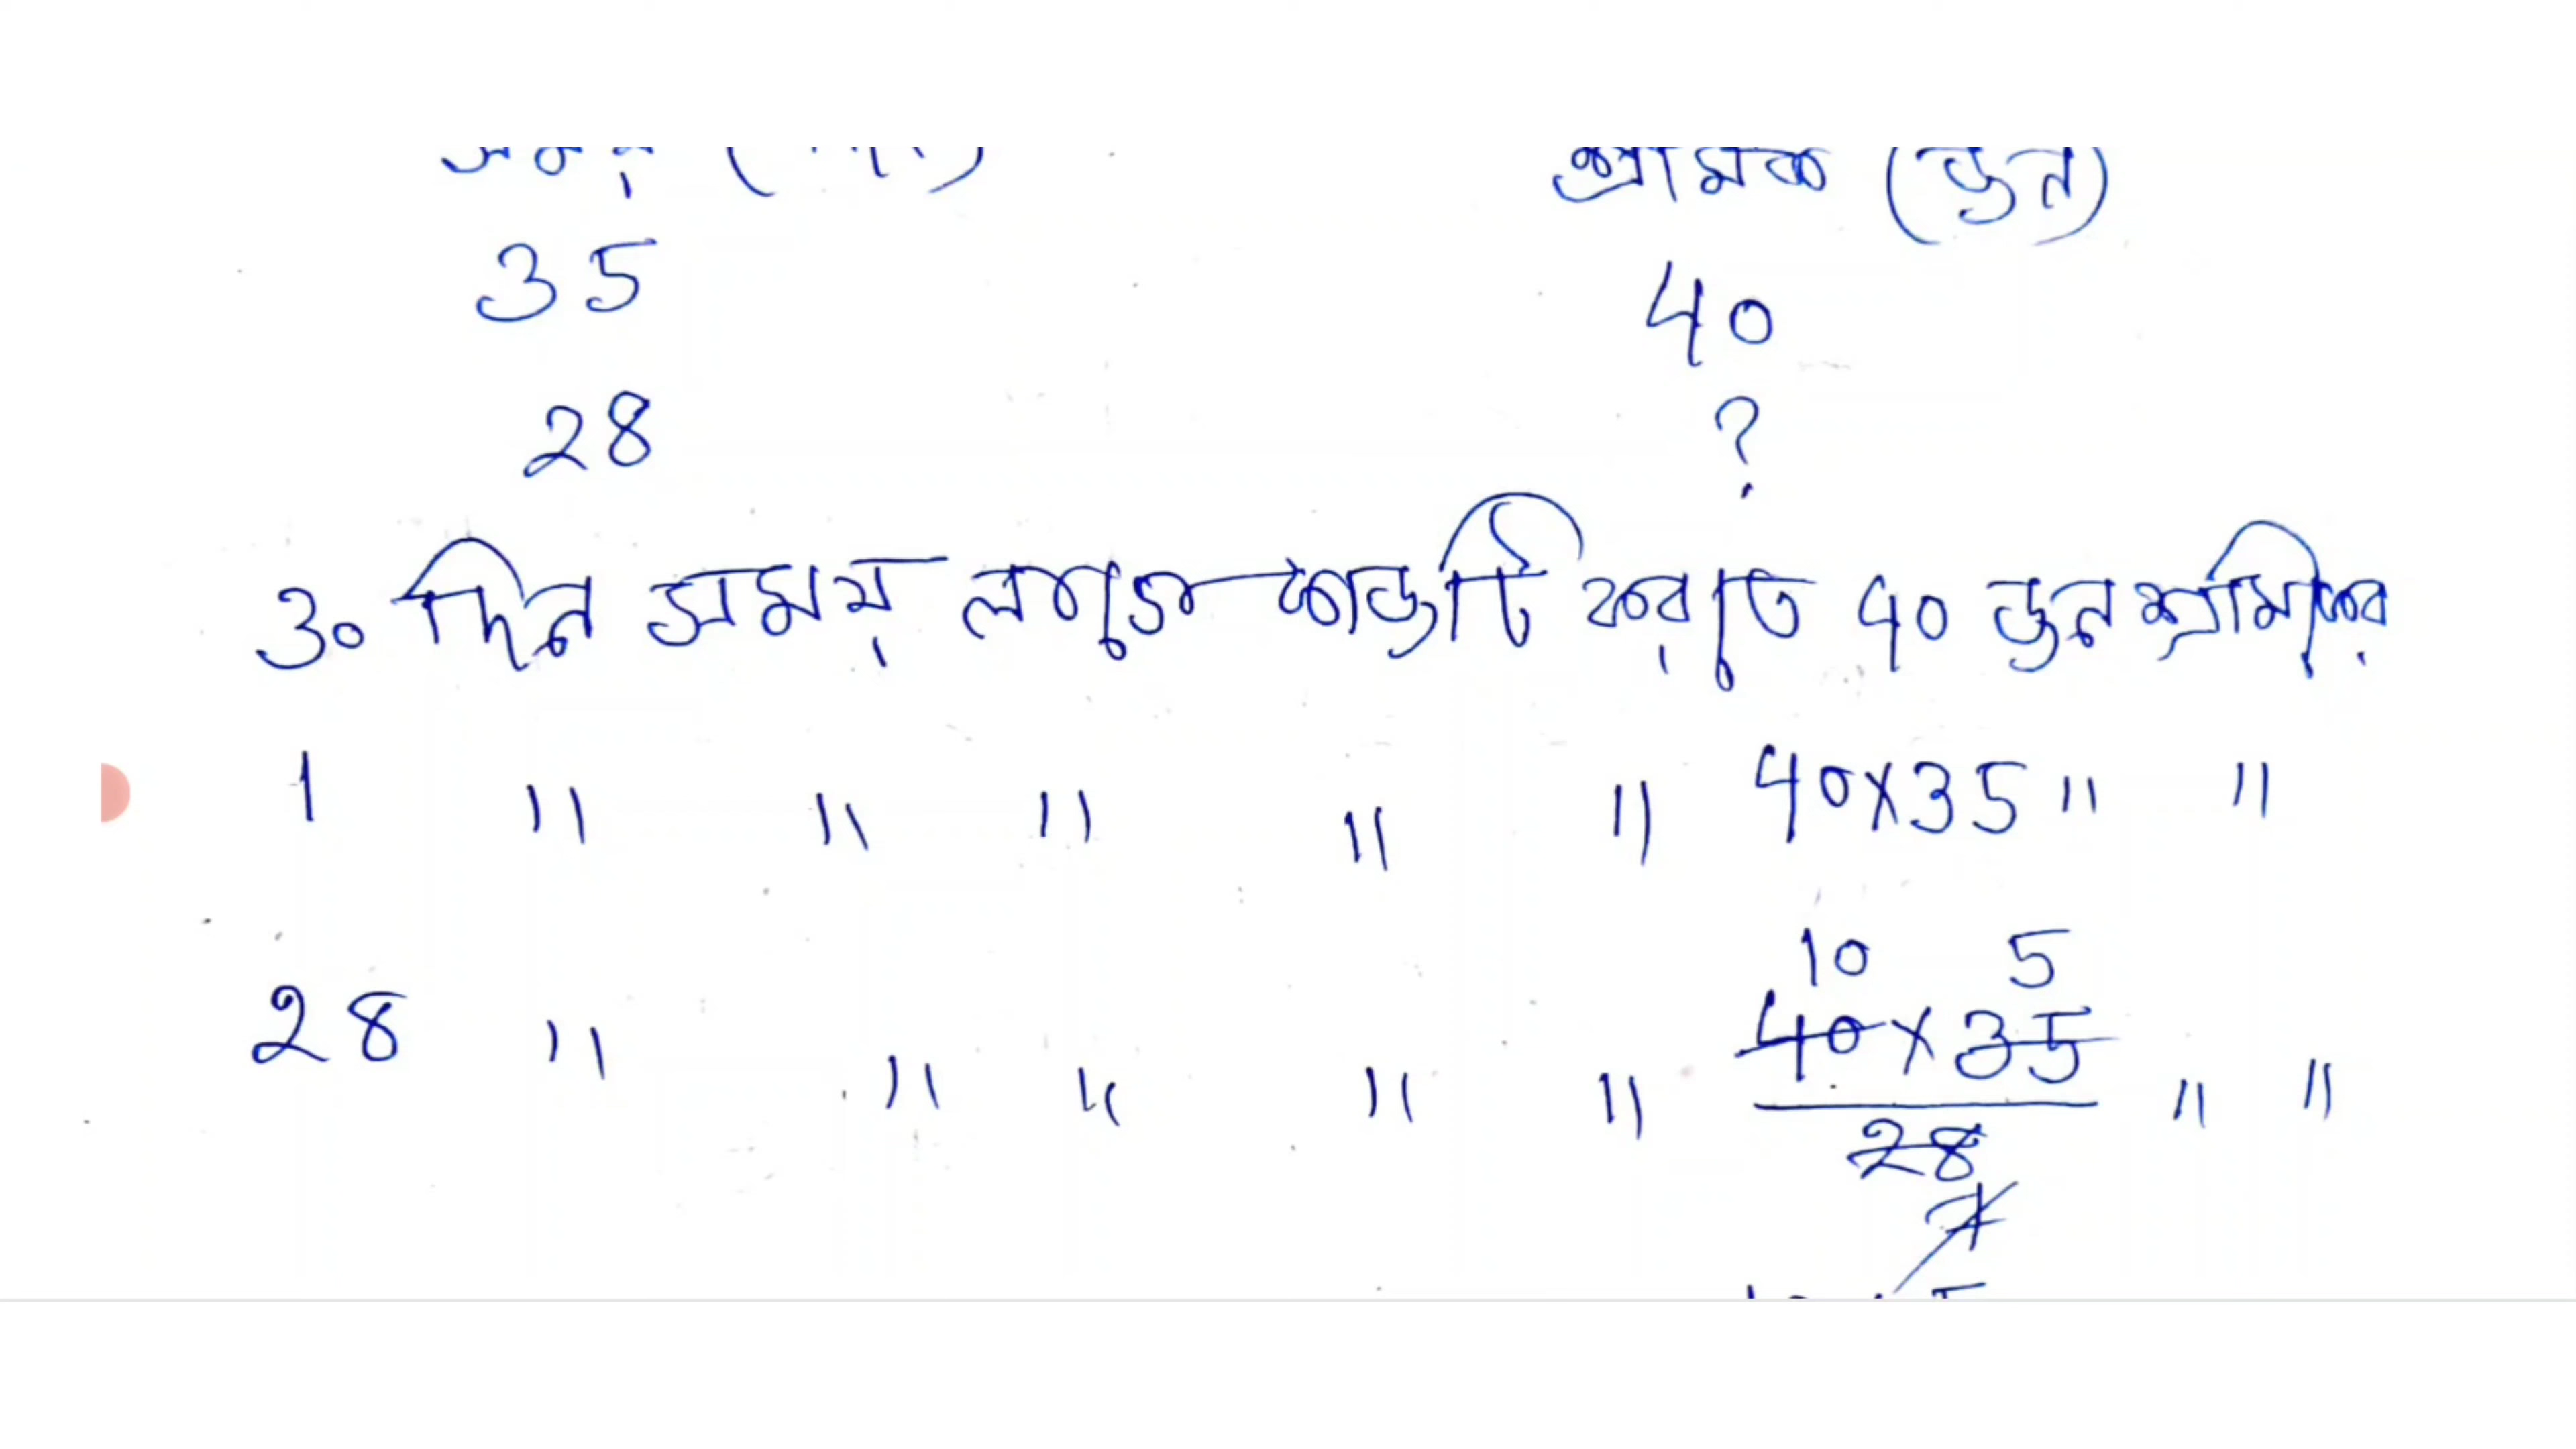 শ্রমিক (জন)
35 40
28 ?
30 দিন সময় লাগে কাজটি করতে 40 জন শ্রমিকের
1 " " " " " 40×35 " "
10 5
28 " " " " " 40×35 " "
28
7